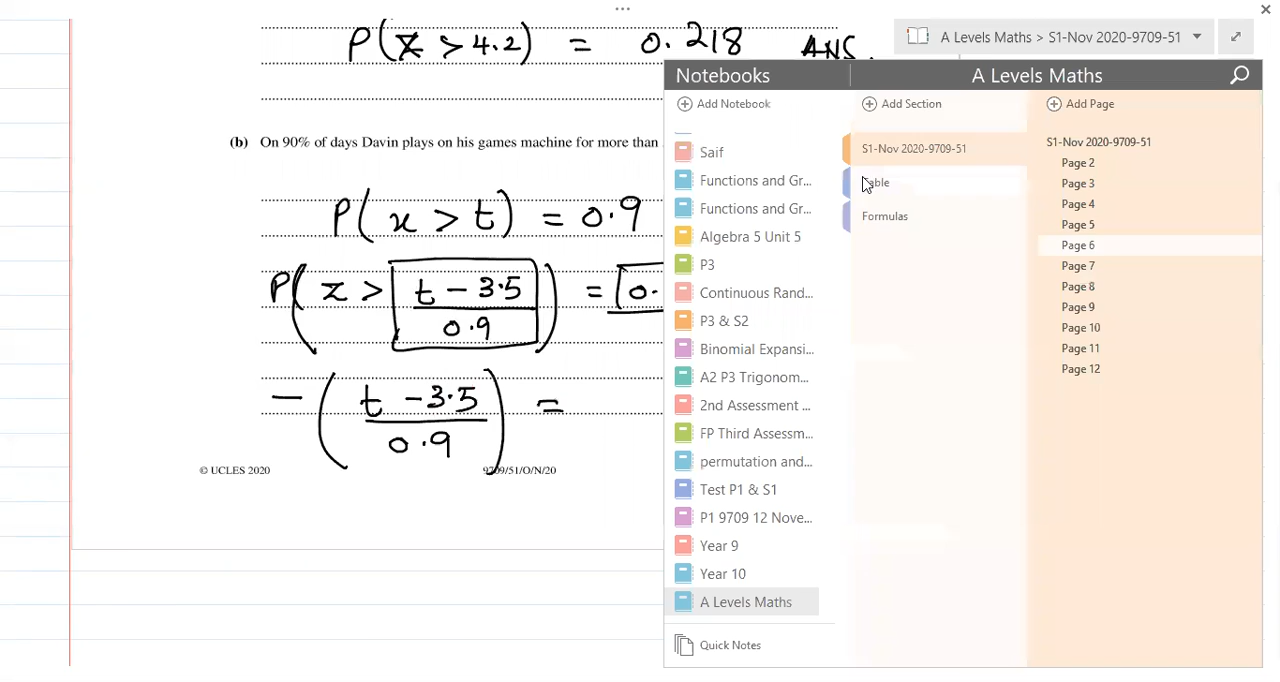 P(Z > 4.2) = 0.218 ANS.
(b) On 90% of days Davin plays on his games machine for more than
P(x > t) = 0.9
P(z > t - 3.5 / 0.9) = 0.
- (t - 3.5 / 0.9) =
© UCLES 2020
9709/51/O/N/20
A Levels Maths > S1-Nov 2020-9709-51
Notebooks
A Levels Maths
Add Notebook
Add Section
Add Page
Saif
Functions and Gr...
Functions and Gr...
Algebra 5 Unit 5
P3
Continuous Rand...
P3 & S2
Binomial Expansi...
A2 P3 Trigonom...
2nd Assessment ...
FP Third Assessm...
permutation and...
Test P1 & S1
P1 9709 12 Nove...
Year 9
Year 10
A Levels Maths
Quick Notes
S1-Nov 2020-9709-51
Table
Formulas
S1-Nov 2020-9709-51
Page 2
Page 3
Page 4
Page 5
Page 6
Page 7
Page 8
Page 9
Page 10
Page 11
Page 12